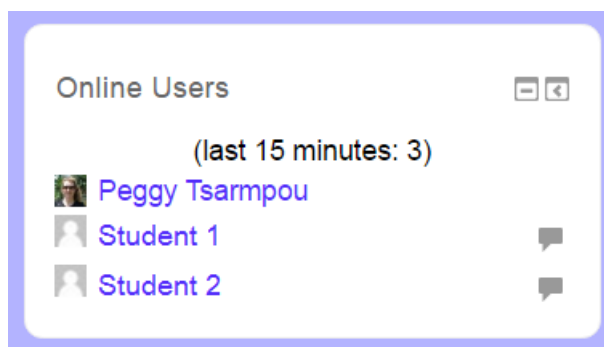 Online Users
(last 15 minutes: 3)
Peggy Tsarmpou
Student 1
Student 2